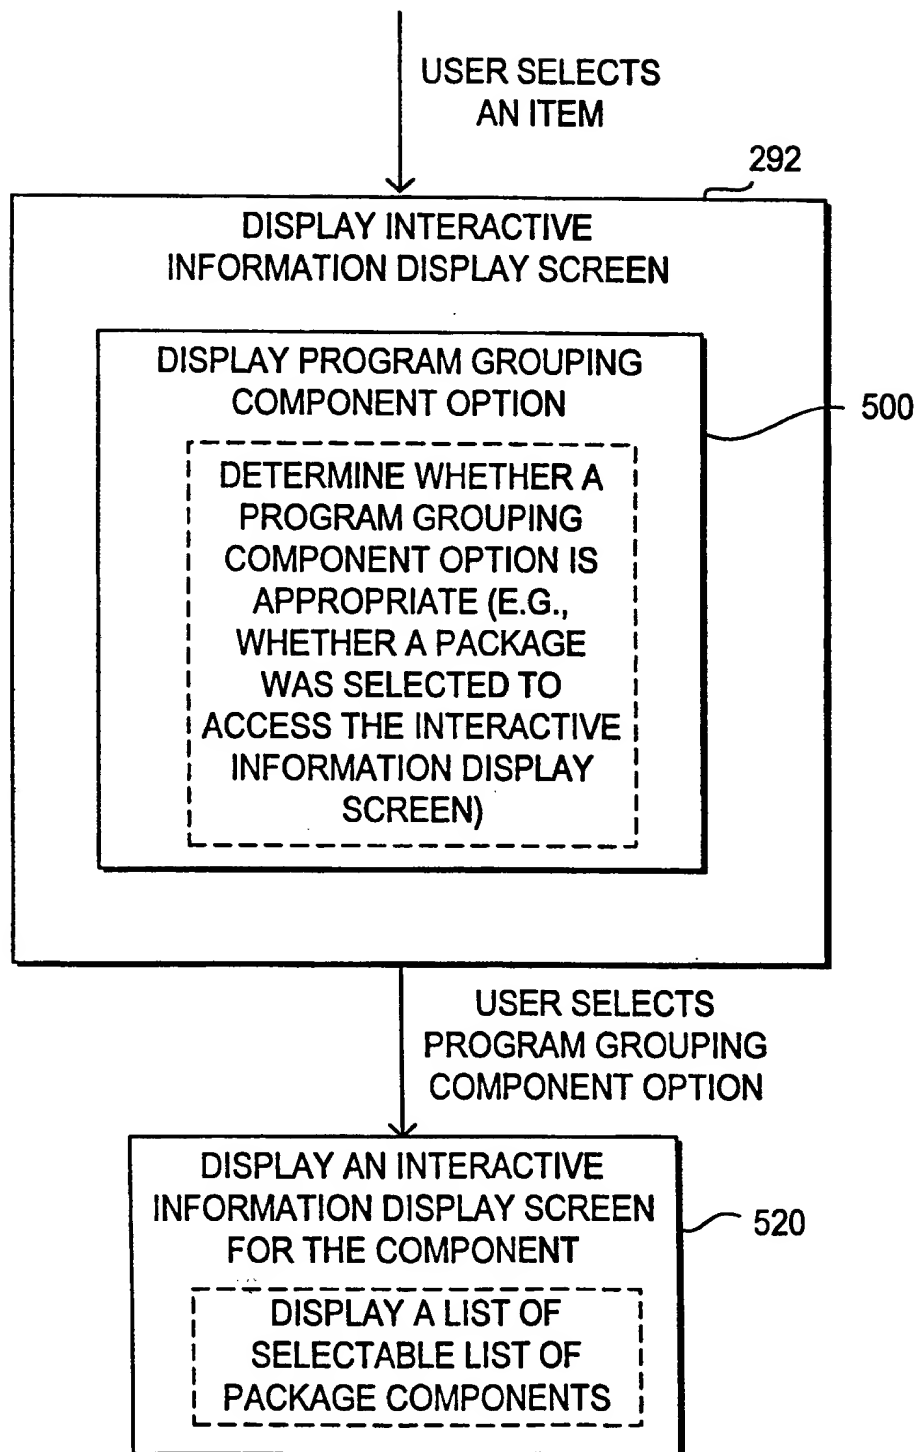 USER SELECTS
AN ITEM
292
DISPLAY INTERACTIVE
INFORMATION DISPLAY SCREEN
DISPLAY PROGRAM GROUPING
COMPONENT OPTION
500
DETERMINE WHETHER A
PROGRAM GROUPING
COMPONENT OPTION IS
APPROPRIATE (E.G.,
WHETHER A PACKAGE
WAS SELECTED TO
ACCESS THE INTERACTIVE
INFORMATION DISPLAY
SCREEN)
USER SELECTS
PROGRAM GROUPING
COMPONENT OPTION
DISPLAY AN INTERACTIVE
INFORMATION DISPLAY SCREEN
FOR THE COMPONENT
520
DISPLAY A LIST OF
SELECTABLE LIST OF
PACKAGE COMPONENTS